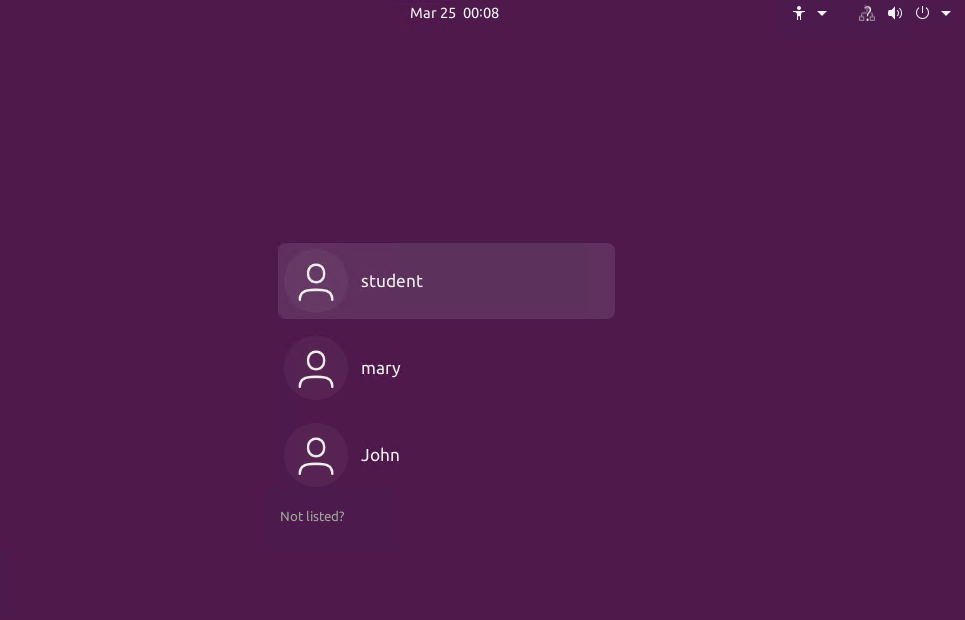 Mar 25 00:08
student
mary
John
Not listed?